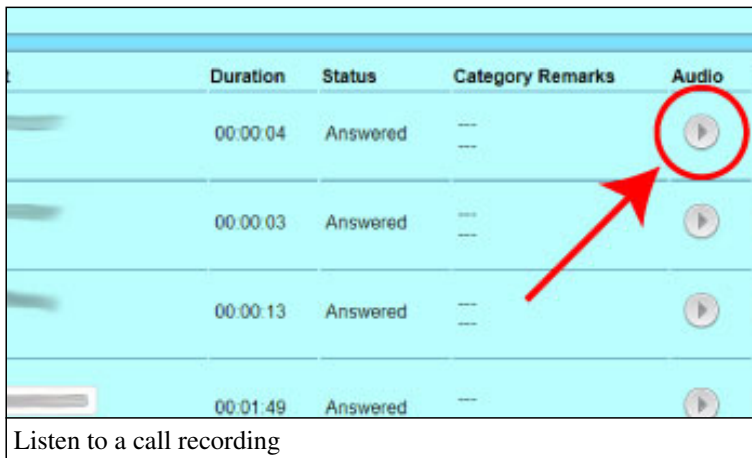 Duration Status Category Remarks Audio
00:00:04 Answered ---
---
00:00:03 Answered ---
---
00:00:13 Answered ---
---
00:01:49 Answered ---
Listen to a call recording